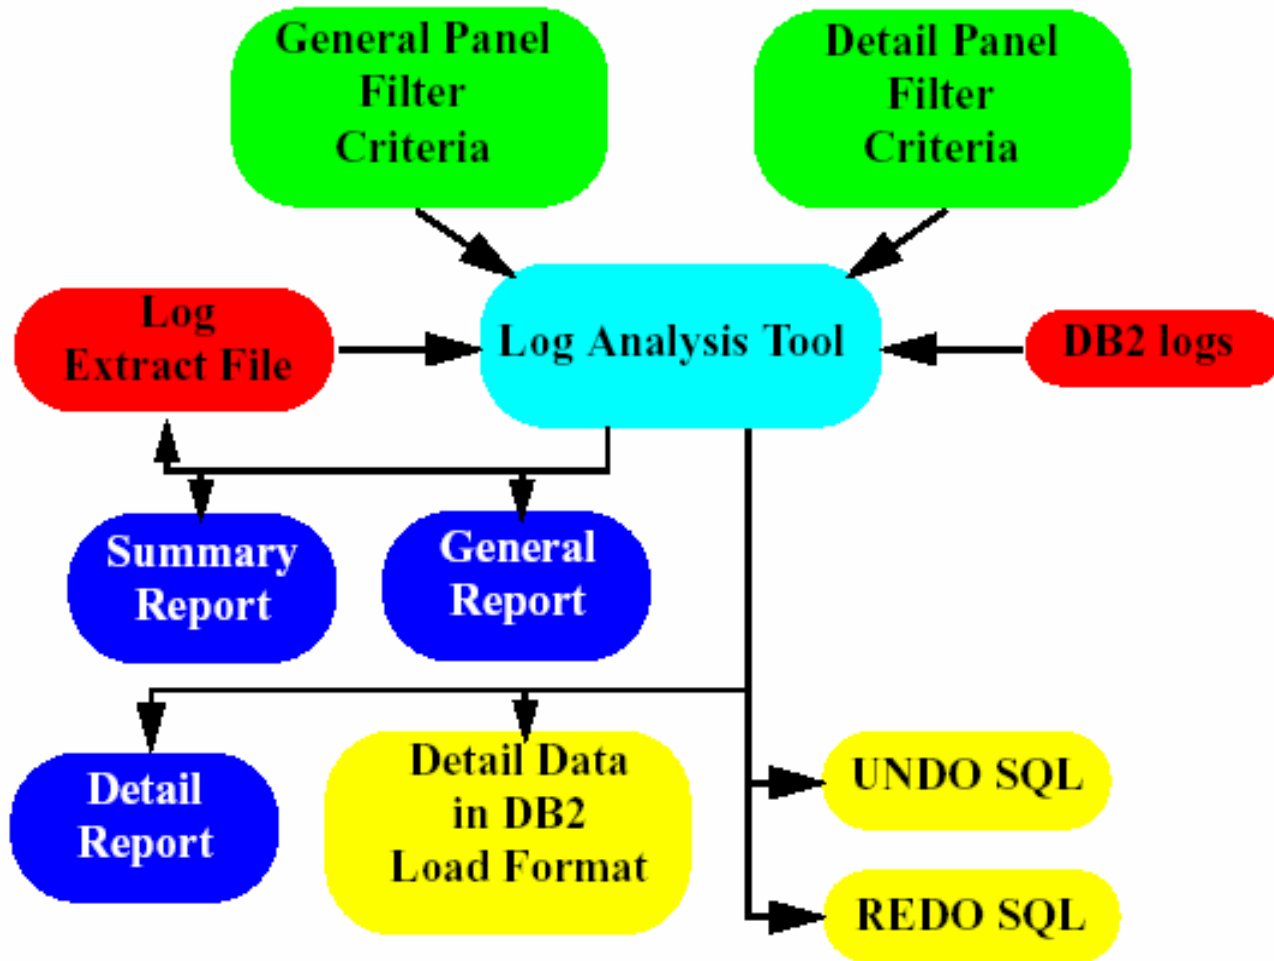 General Panel
Filter
Criteria
Detail Panel
Filter
Criteria
Log
Extract File
Log Analysis Tool
DB2 logs
Summary
Report
General
Report
Detail
Report
Detail Data
in DB2
Load Format
UNDO SQL
REDO SQL